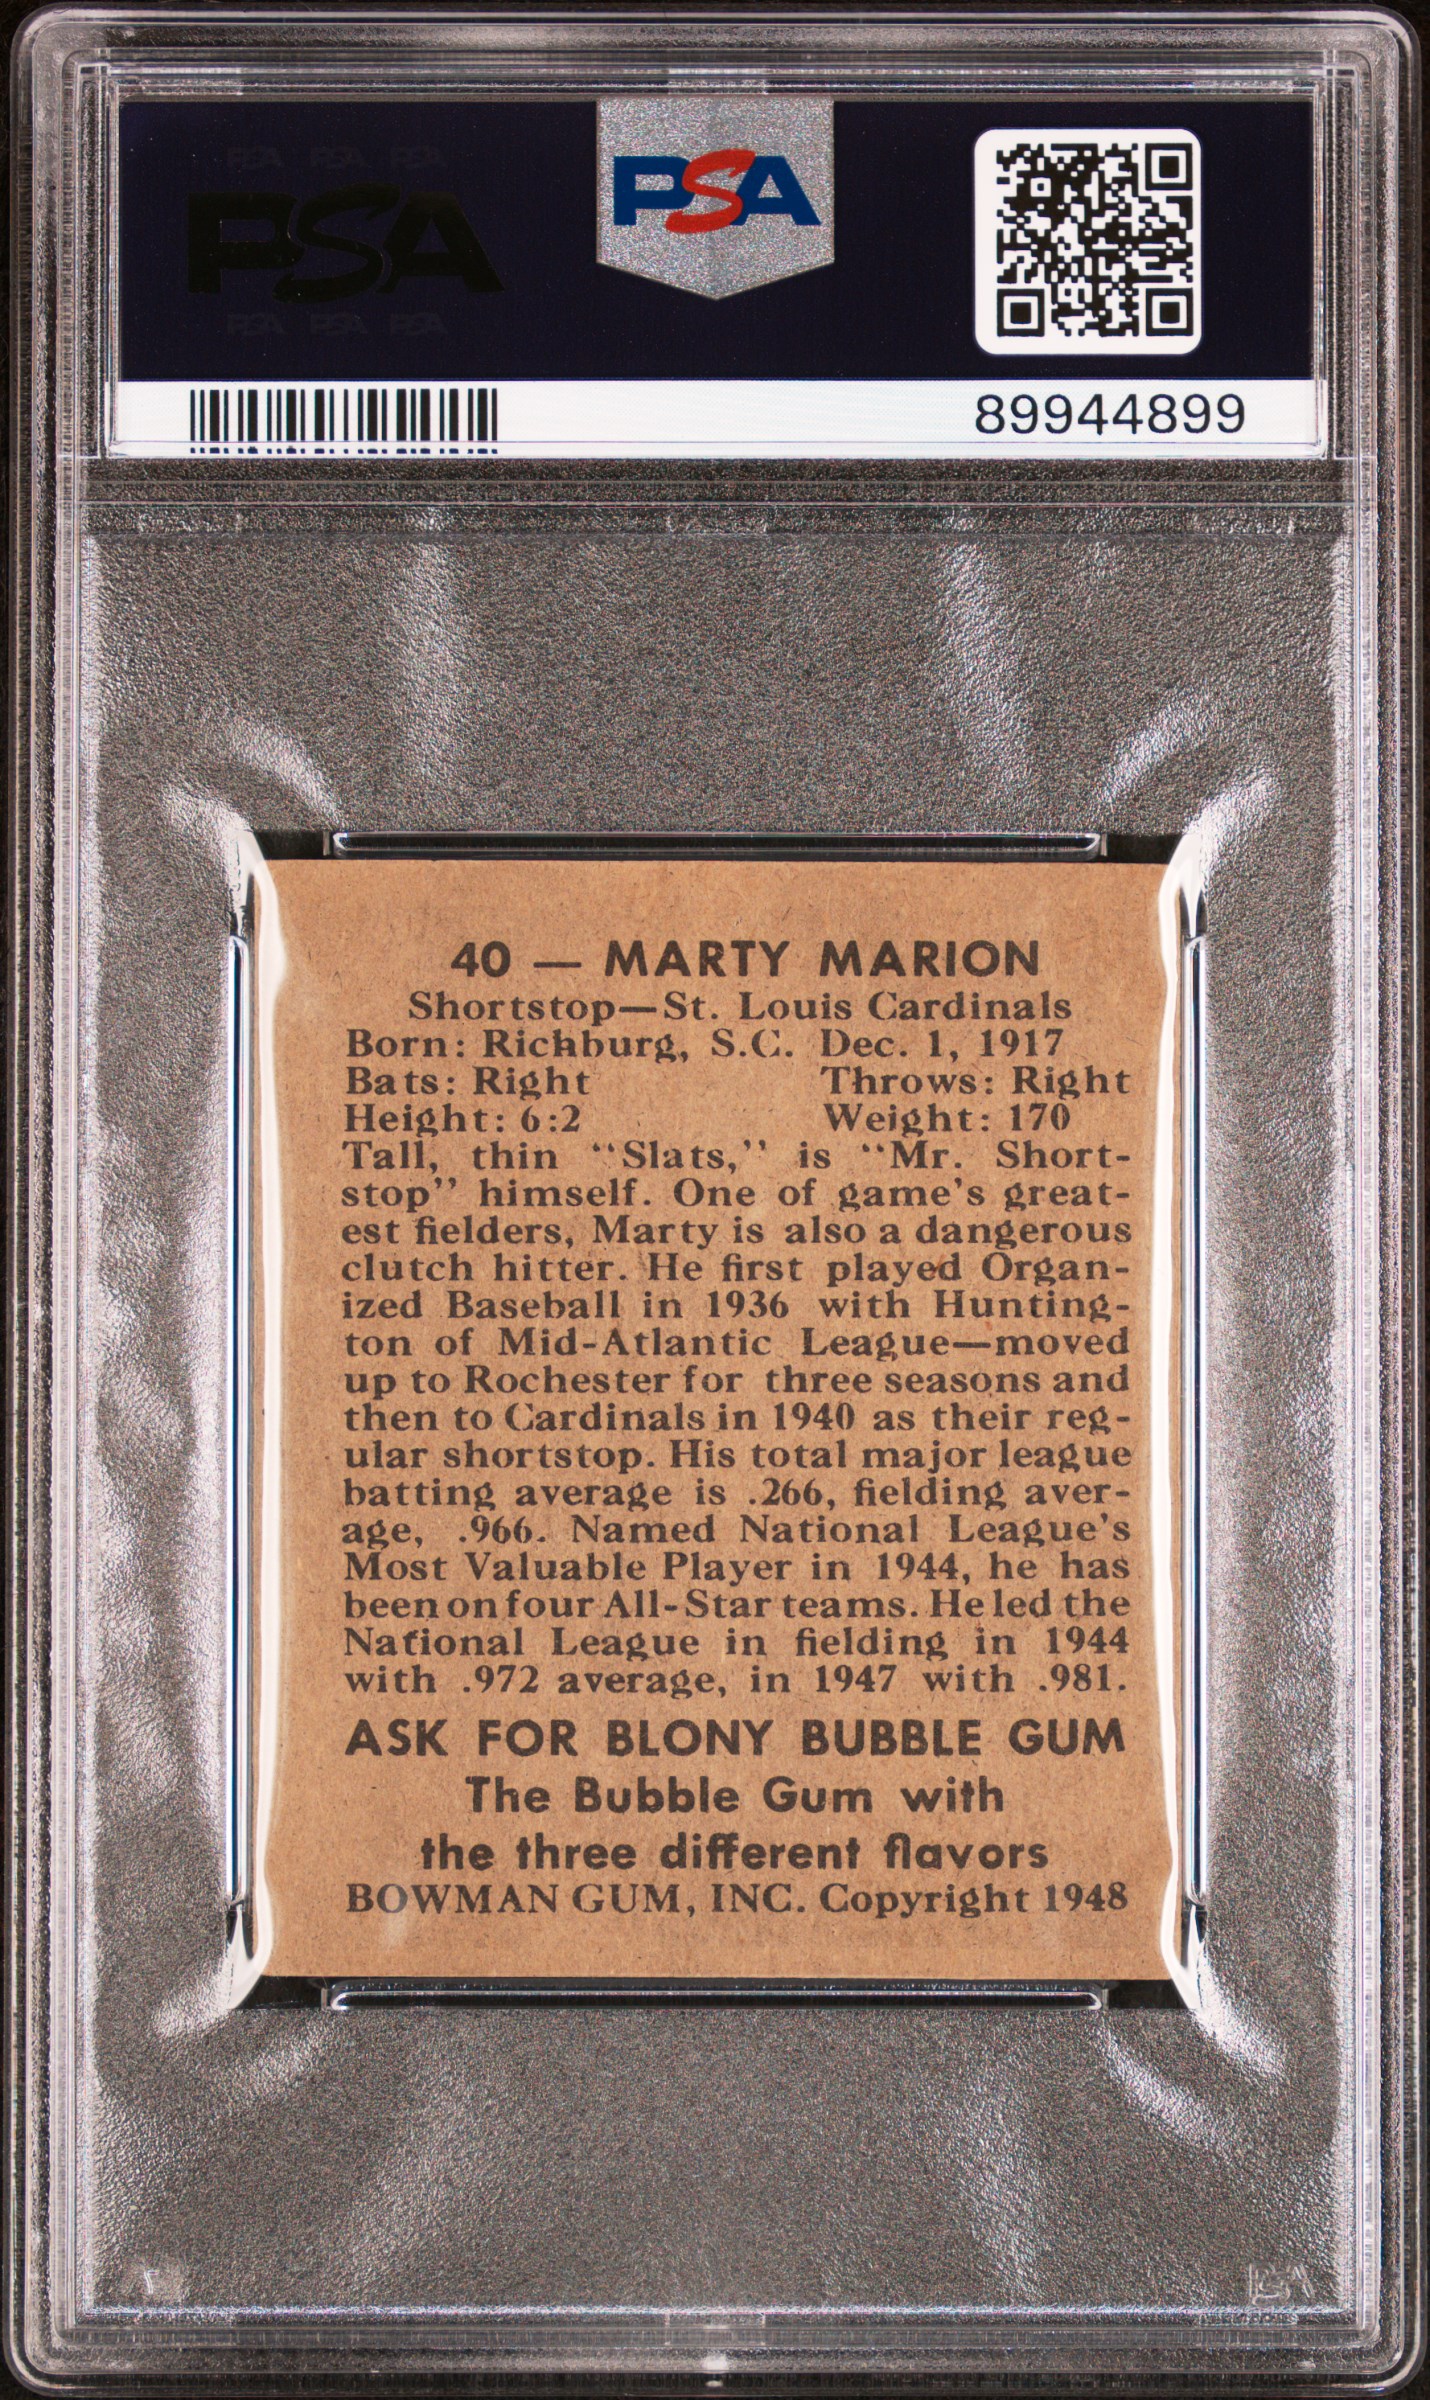 PSA PSA PSA
PSA
PSA PSA PSA
PSA
89944899
40 — MARTY MARION
Shortstop—St. Louis Cardinals
Born: Richburg, S.C. Dec. 1, 1917
Bats: Right Throws: Right
Height: 6:2 Weight: 170
Tall, thin “Slats,” is “Mr. Short-
stop” himself. One of game's great-
est fielders, Marty is also a dangerous
clutch hitter. He first played Organ-
ized Baseball in 1936 with Hunting-
ton of Mid-Atlantic League—moved
up to Rochester for three seasons and
then to Cardinals in 1940 as their reg-
ular shortstop. His total major league
batting average is .266, fielding aver-
age, .966. Named National League's
Most Valuable Player in 1944, he has
been on four All-Star teams. He led the
National League in fielding in 1944
with .972 average, in 1947 with .981.
ASK FOR BLONY BUBBLE GUM
The Bubble Gum with
the three different flavors
BOWMAN GUM, INC. Copyright 1948
PSA